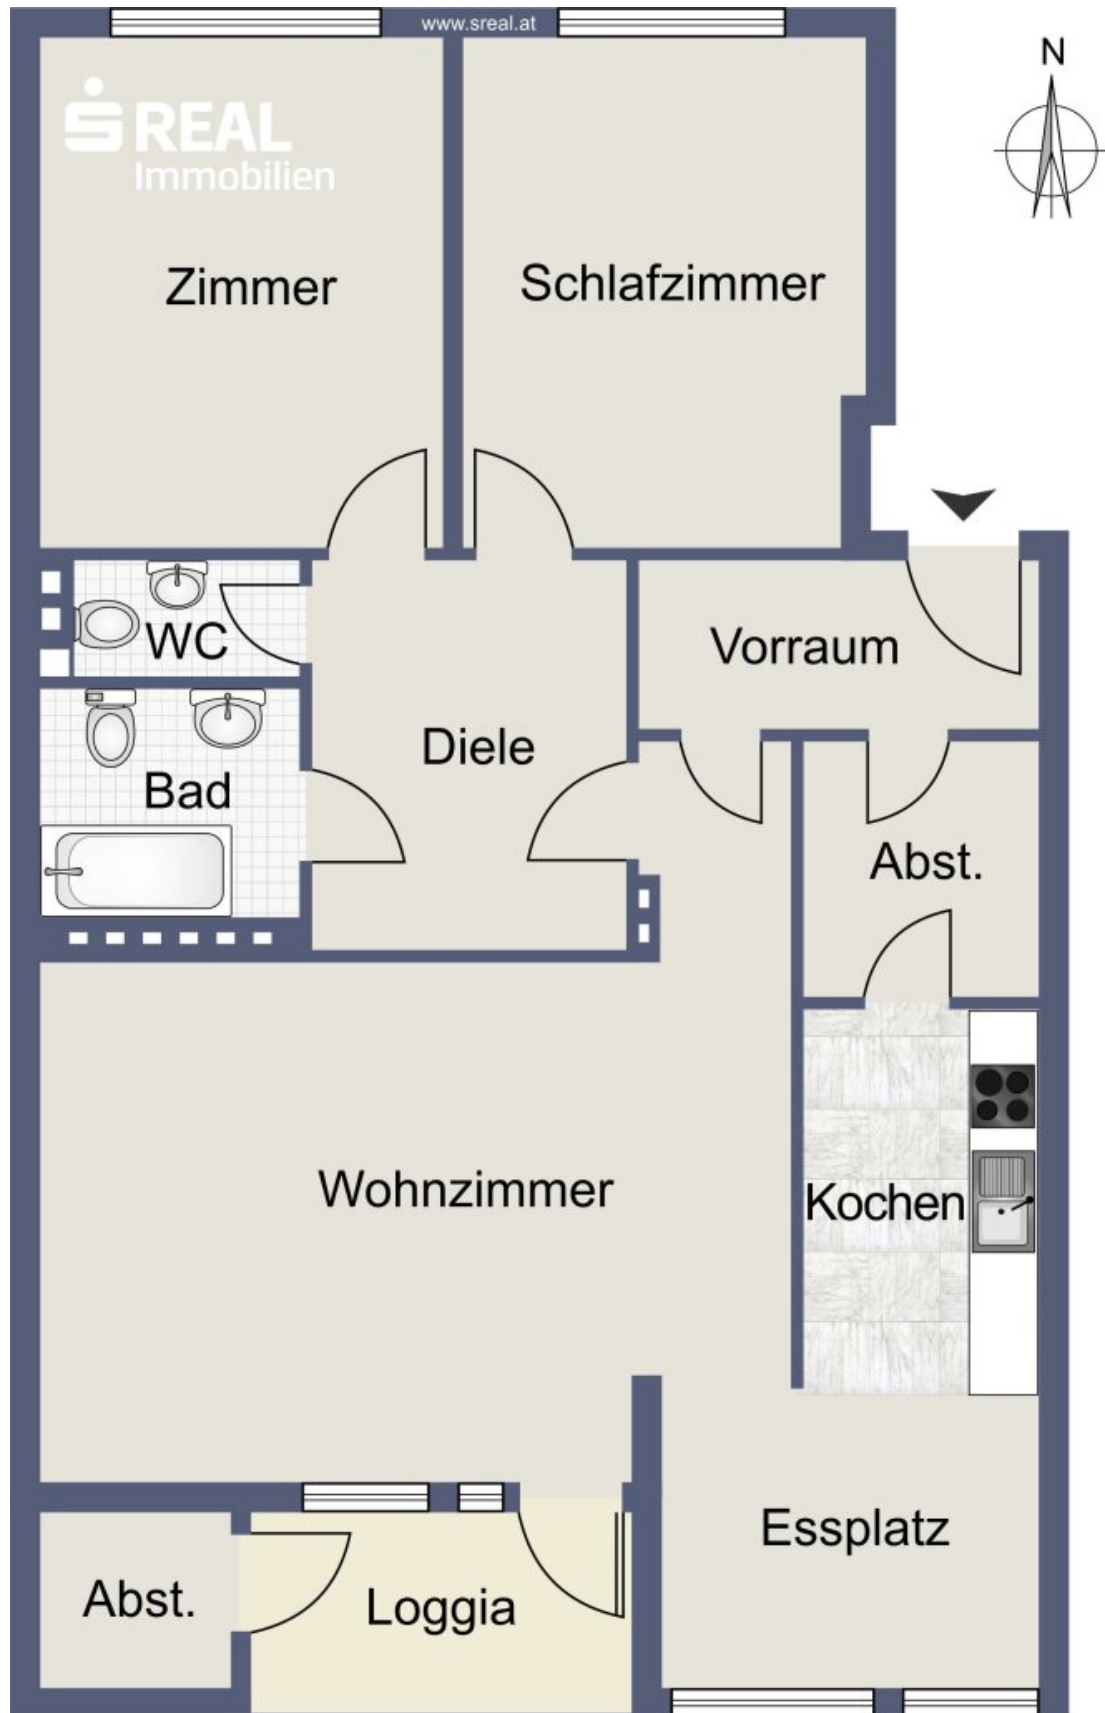 www.sreal.at
N
S REAL
Immobilien
Zimmer
Schlafzimmer
WC
Vorraum
Diele
Bad
Abst.
Wohnzimmer
Kochen
Essplatz
Abst.
Loggia